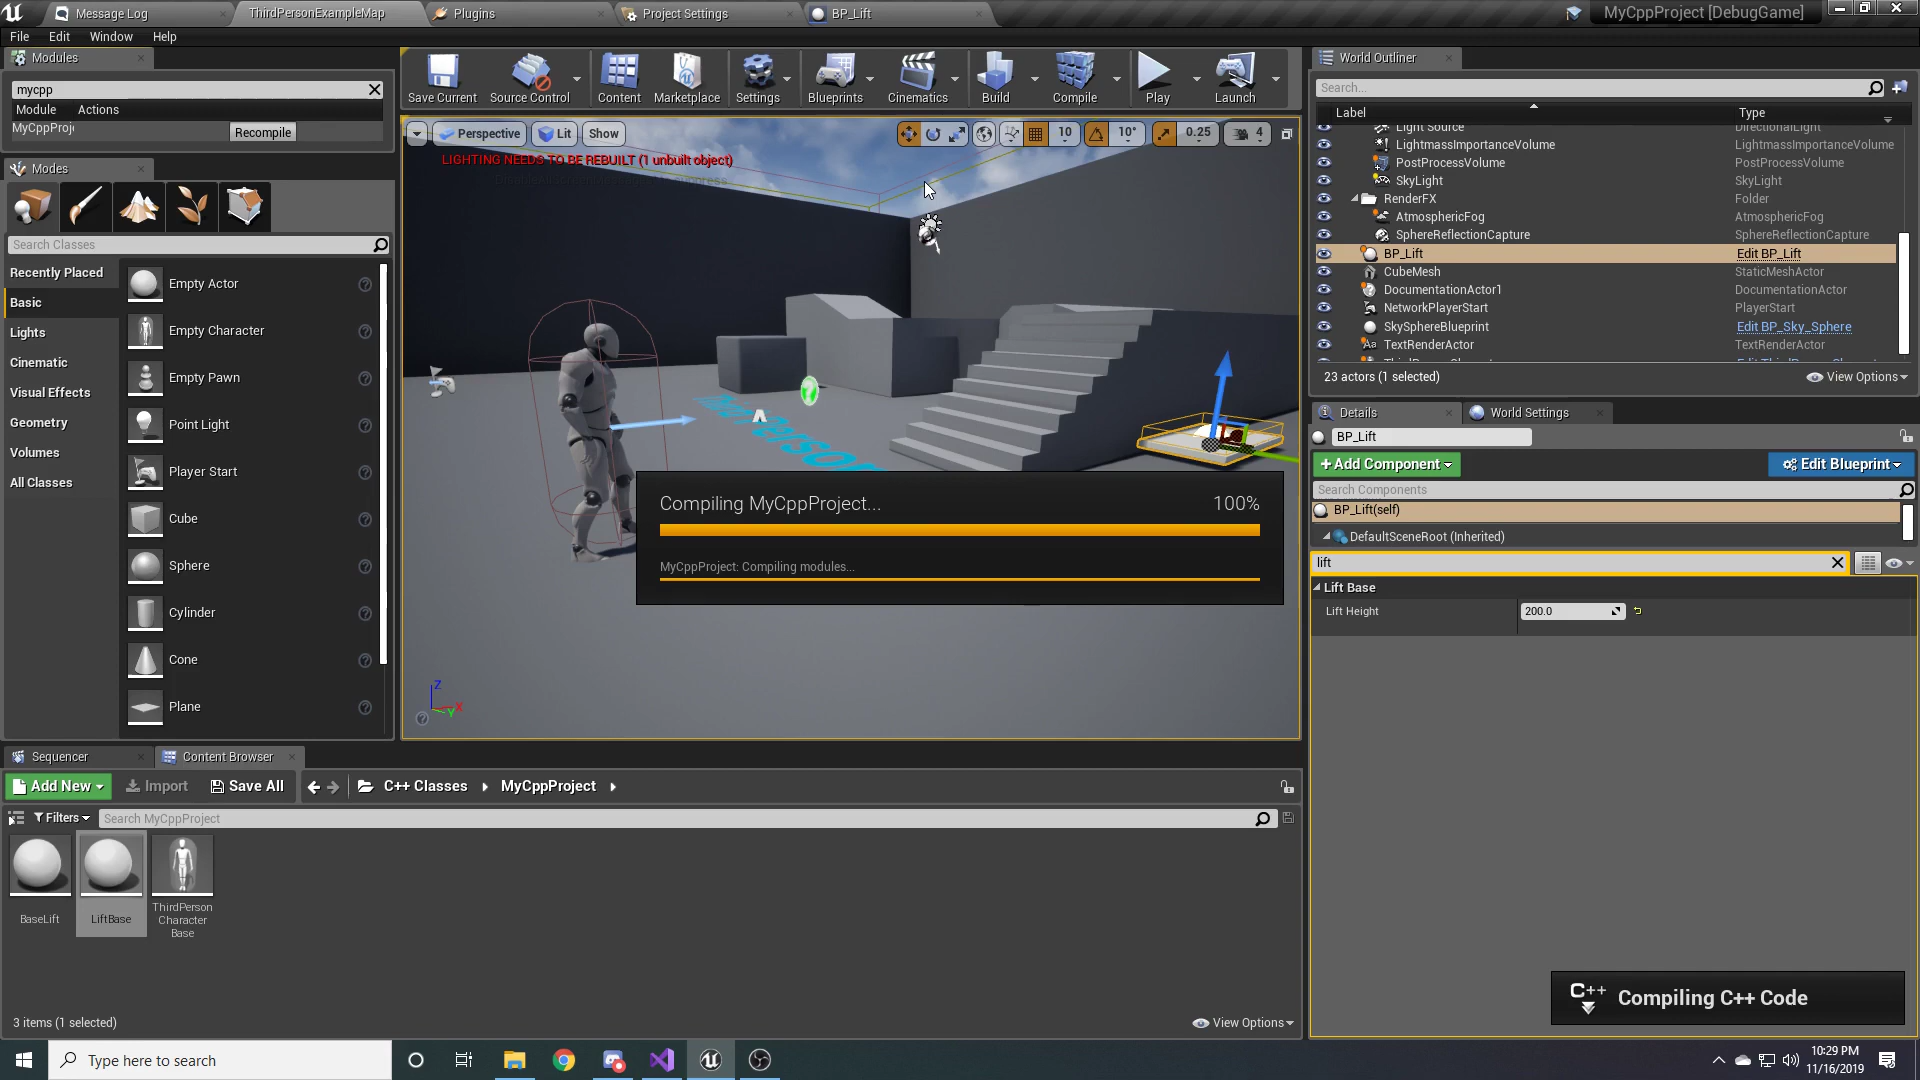 Message Log
ThirdPersonExampleMap
Plugins
Project Settings
BP_Lift
MyCppProject [DebugGame]
File
Edit
Window
Help
Modules
mycpp
Module
Actions
MyCppProj
Recompile
Save Current
Source Control
Content
Marketplace
Settings
Blueprints
Cinematics
Build
Compile
Play
Launch
Modes
Search Classes
Recently Placed
Basic
Lights
Cinematic
Visual Effects
Geometry
Volumes
All Classes
Empty Actor
Empty Character
Empty Pawn
Point Light
Player Start
Cube
Sphere
Cylinder
Cone
Plane
Perspective
Lit
Show
10
10°
0.25
4
LIGHTING NEEDS TO BE REBUILT (1 unbuilt object)
Compiling MyCppProject... 100%
MyCppProject: Compiling modules...
Z
X
Y
World Outliner
Search...
Label
Type
Light Source DirectionalLight
LightmassImportanceVolume LightmassImportanceVolume
PostProcessVolume PostProcessVolume
SkyLight SkyLight
RenderFX Folder
AtmosphericFog AtmosphericFog
SphereReflectionCapture SphereReflectionCapture
BP_Lift Edit BP_Lift
CubeMesh StaticMeshActor
DocumentationActor1 DocumentationActor
NetworkPlayerStart PlayerStart
SkySphereBlueprint Edit BP_Sky_Sphere
TextRenderActor TextRenderActor
23 actors (1 selected)
View Options
Details
World Settings
BP_Lift
+Add Component
Edit Blueprint
Search Components
BP_Lift(self)
DefaultSceneRoot (Inherited)
lift
Lift Base
Lift Height
200.0
Sequencer
Content Browser
Add New
Import
Save All
C++ Classes
MyCppProject
Filters
Search MyCppProject
BaseLift
LiftBase
ThirdPerson
Character
Base
3 items (1 selected)
View Options
C++
Compiling C++ Code
Type here to search
10:29 PM
11/16/2019